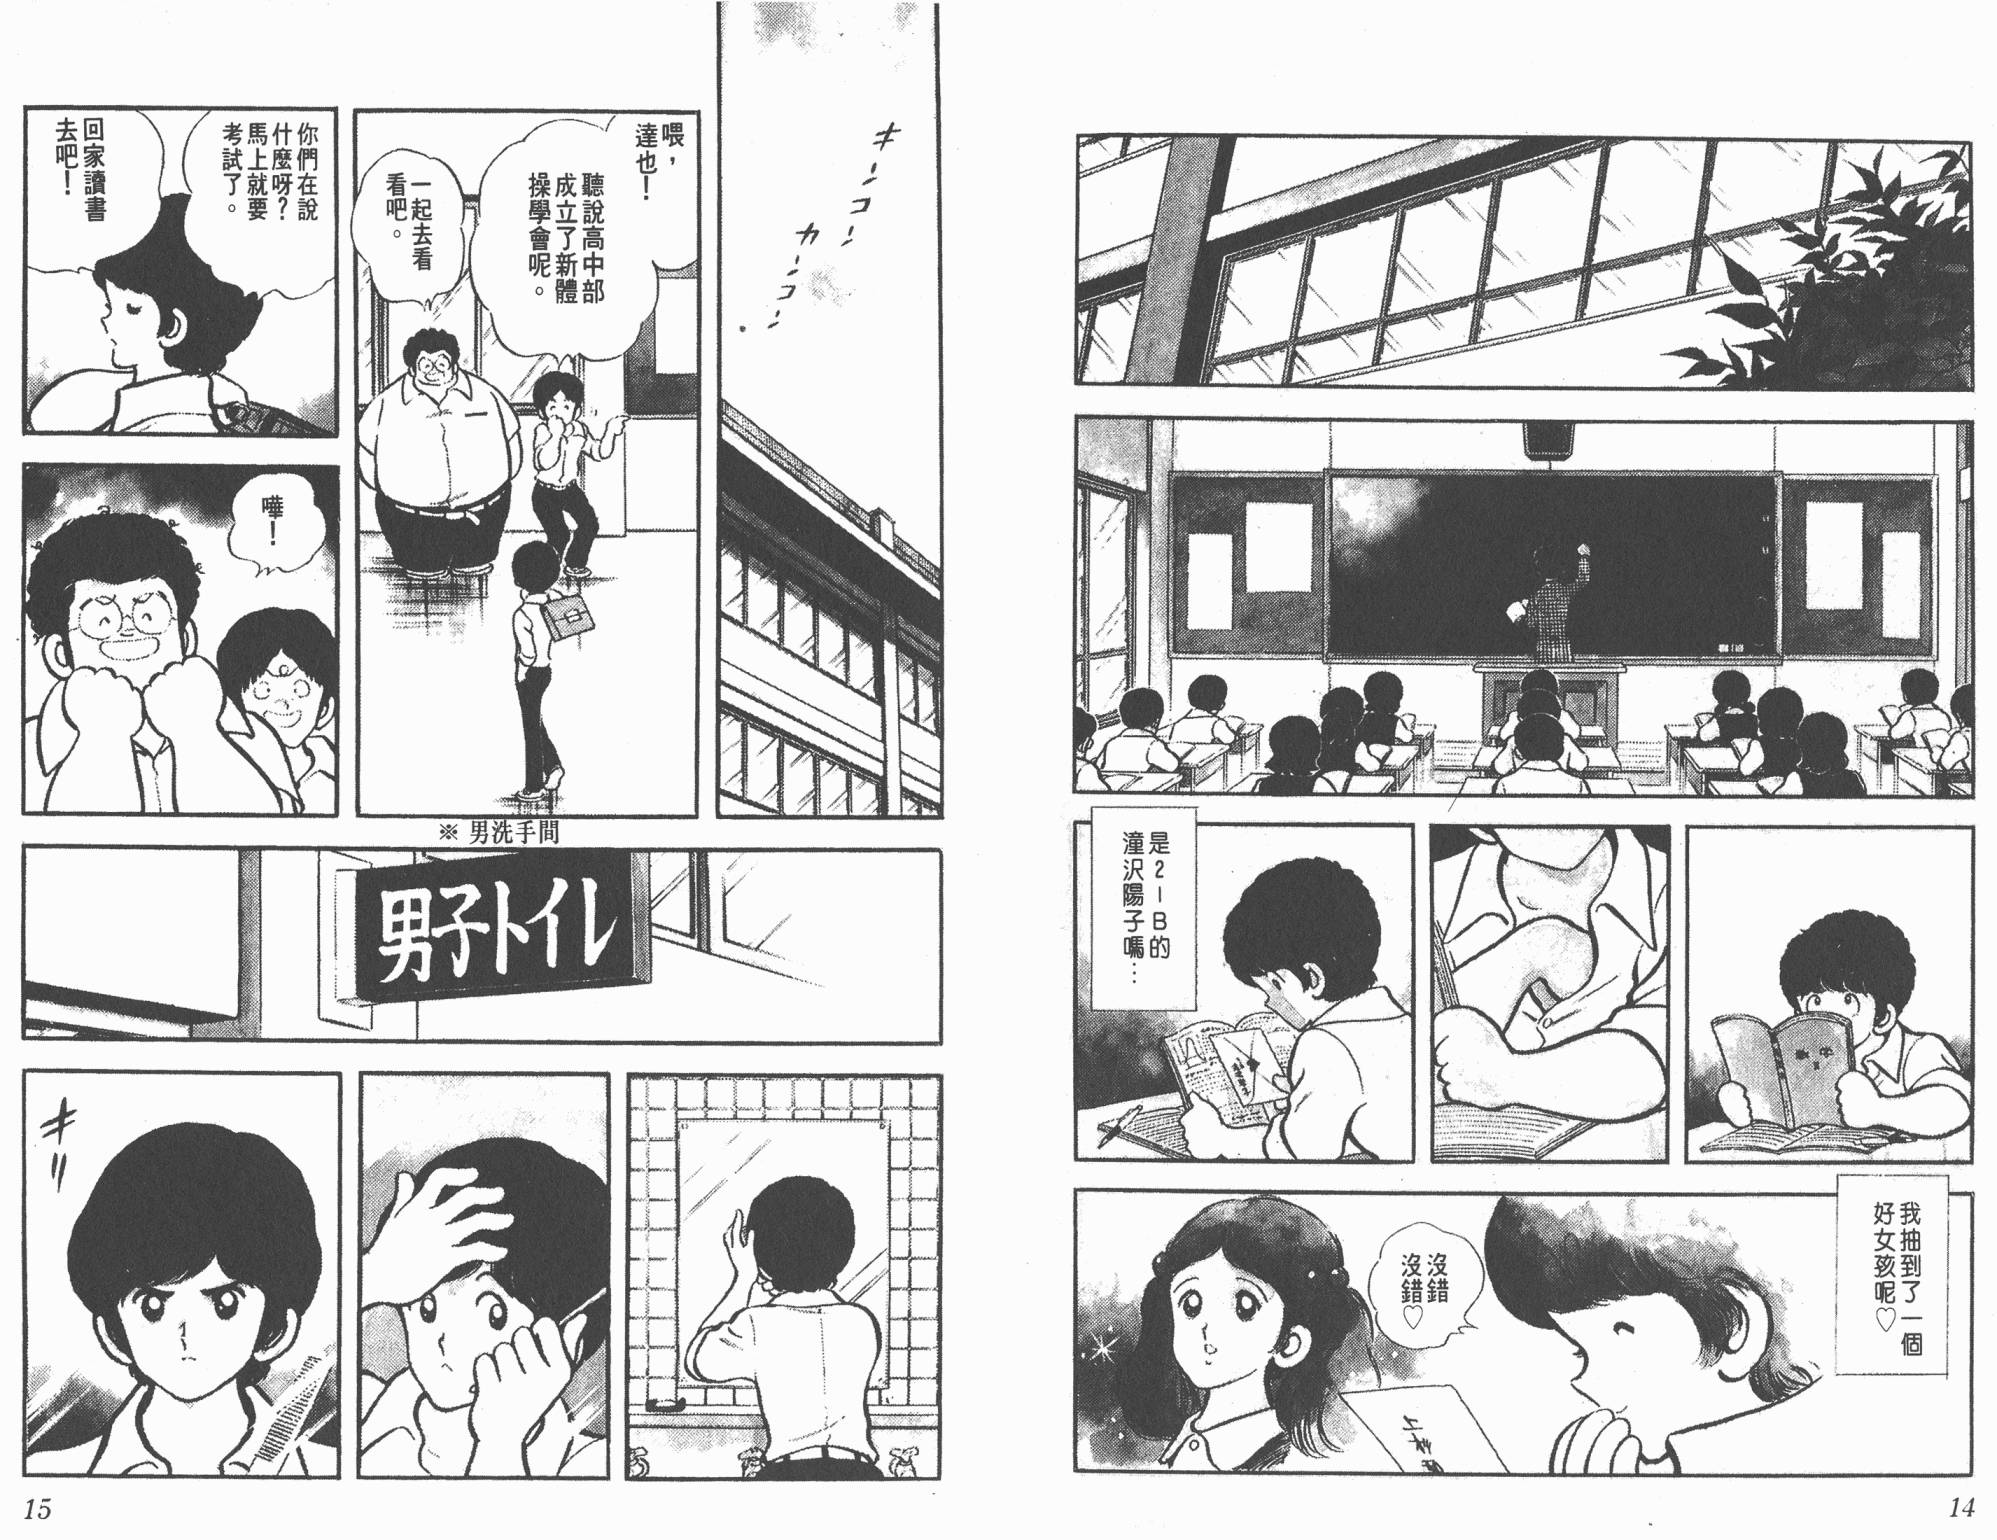 是2-B的
潼沢陽子嗎…
数学
我抽到了一個
好女孩呢♡
沒錯
沒錯♡
14
キーンコーン
カーンコーン
喂，
達也！
聽說高中部
成立了新體
操學會呢。
一起去看
看吧。
你們在說
什麼呀？
馬上就要
考試了。
回家讀書
去吧！
嘩！
※ 男洗手間
男子トイレ
キリ
15